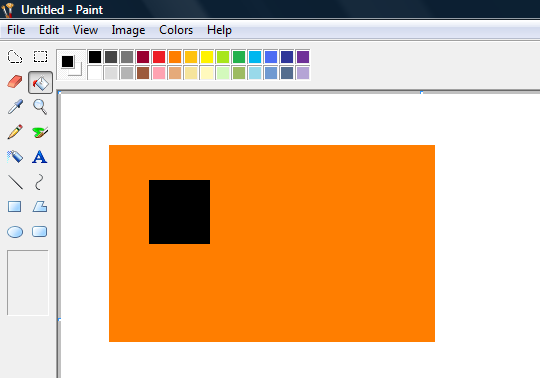 Untitled - Paint
File Edit View Image Colors Help
A